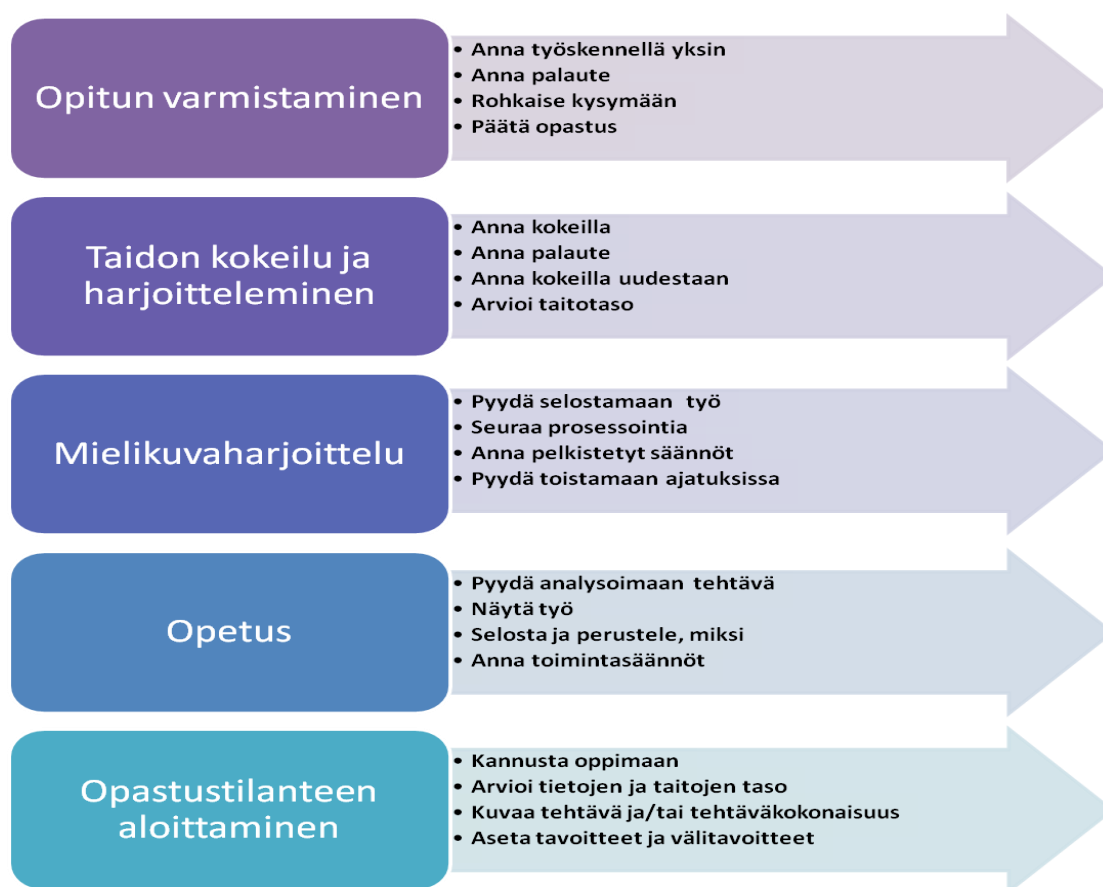 Opitun varmistaminen
• Anna työskennellä yksin
• Anna palaute
• Rohkaise kysymään
• Päätä opastus
Taidon kokeilu ja
harjoitteleminen
• Anna kokeilla
• Anna palaute
• Anna kokeilla uudestaan
• Arvioi taitotaso
Mielikuvaharjoittelu
• Pyydä selostamaan työ
• Seuraa prosessointia
• Anna pelkistetyt säännöt
• Pyydä toistamaan ajatuksissa
Opetus
• Pyydä analysoimaan tehtävä
• Näytä työ
• Selosta ja perustele, miksi
• Anna toimintasäännöt
Opastustilanteen
aloittaminen
• Kannusta oppimaan
• Arvioi tietojen ja taitojen taso
• Kuvaa tehtävä ja/tai tehtäväkokonaisuus
• Aseta tavoitteet ja välitavoitteet